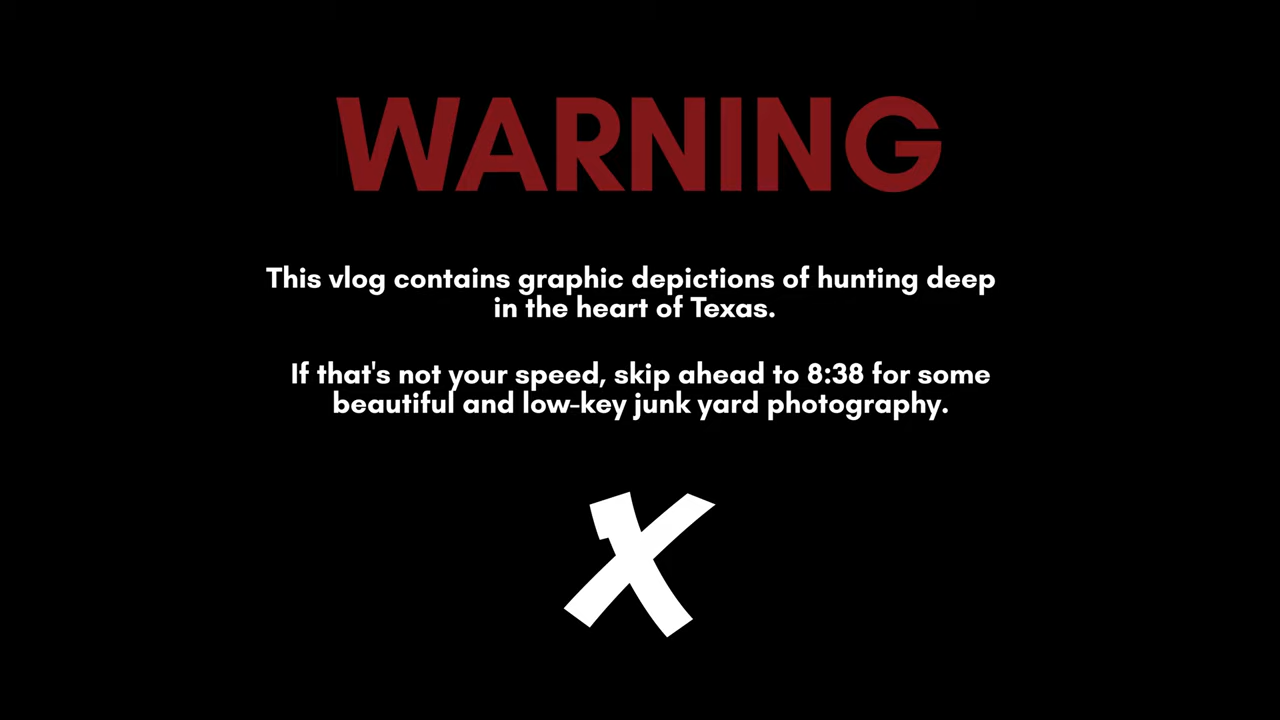 WARNING
This vlog contains graphic depictions of hunting deep
in the heart of Texas.
If that's not your speed, skip ahead to 8:38 for some
beautiful and low-key junk yard photography.
X